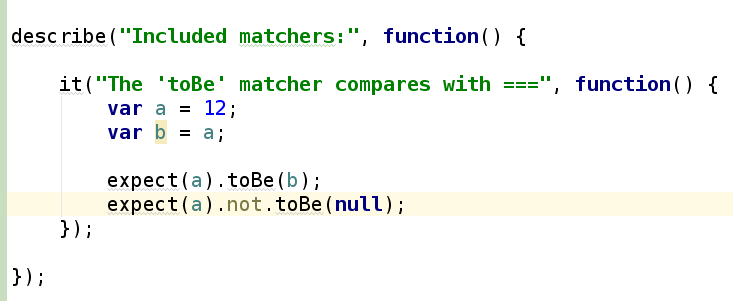 describe("Included matchers:", function() {
it("The 'toBe' matcher compares with ===", function() {
var a = 12;
var b = a;
expect(a).toBe(b);
expect(a).not.toBe(null);
});
});